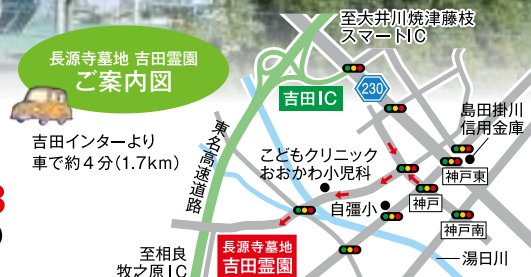 長源寺墓地 吉田霊園
ご案内図
吉田インターより
車で約4分(1.7km)
至大井川焼津藤枝
スマートIC
吉田IC
230
東名高速道路
島田掛川
信用金庫
こどもクリニック
おおかわ小児科
神戸東
自彊小
神戸
神戸南
長源寺墓地
吉田霊園
至相良
牧之原IC
湯日川